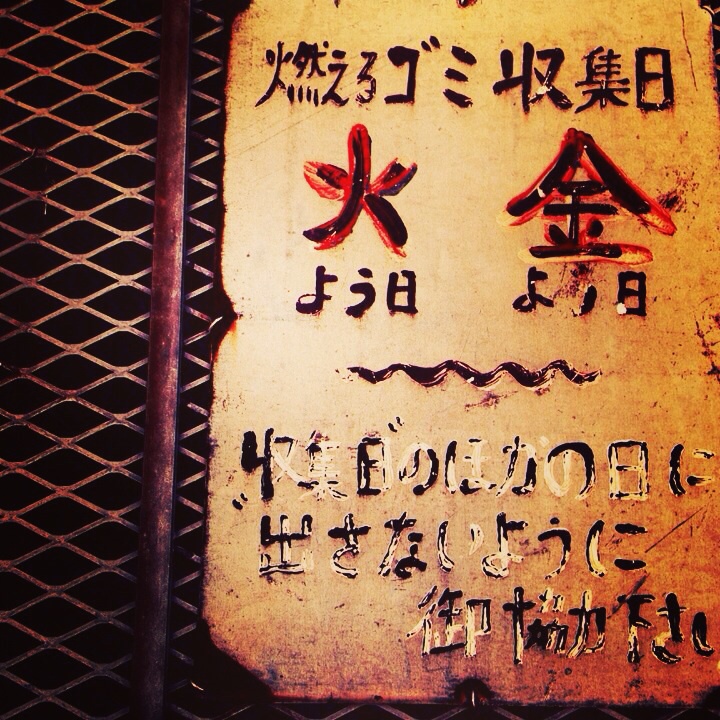 燃えるゴミ収集日
火 金
よう日 よう日
収集日のほかの日に
出さないように
御協力下さい